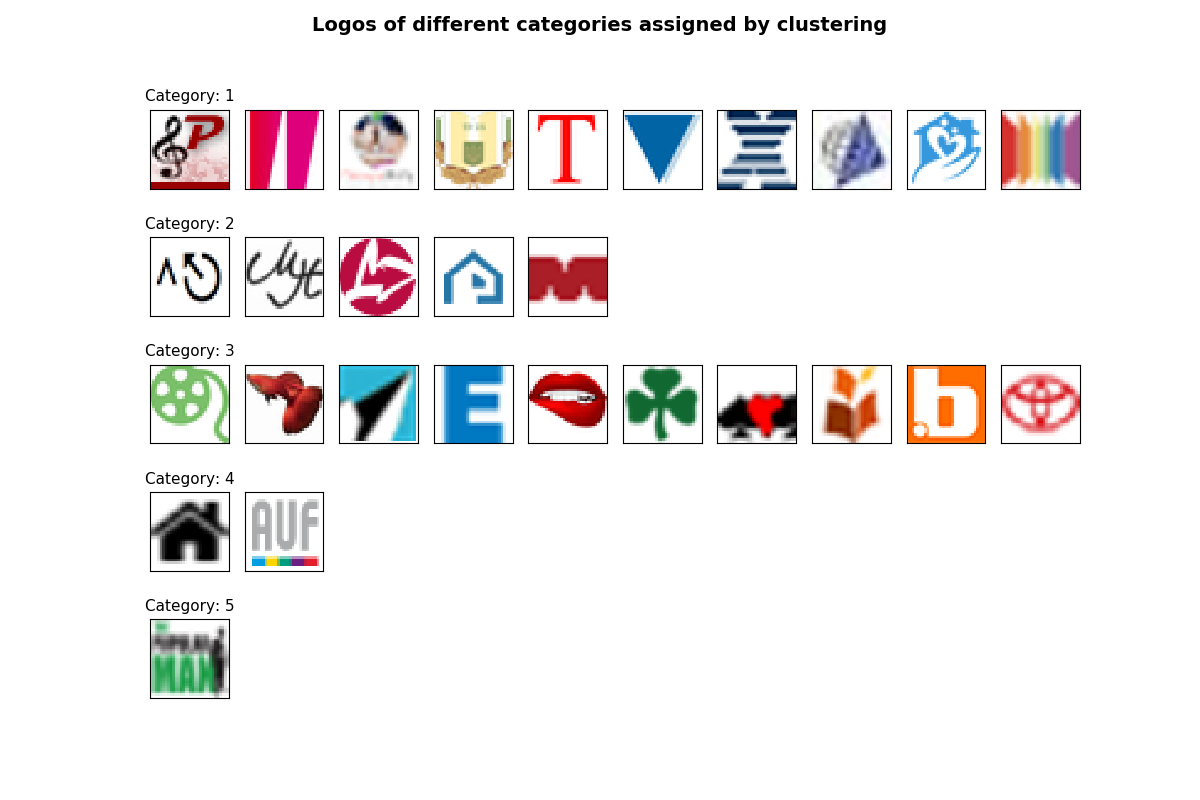 Logos of different categories assigned by clustering
Category: 1
P
T
Category: 2
Category: 3
E
b
Category: 4
AUF
Category: 5
POPULAR
MAN